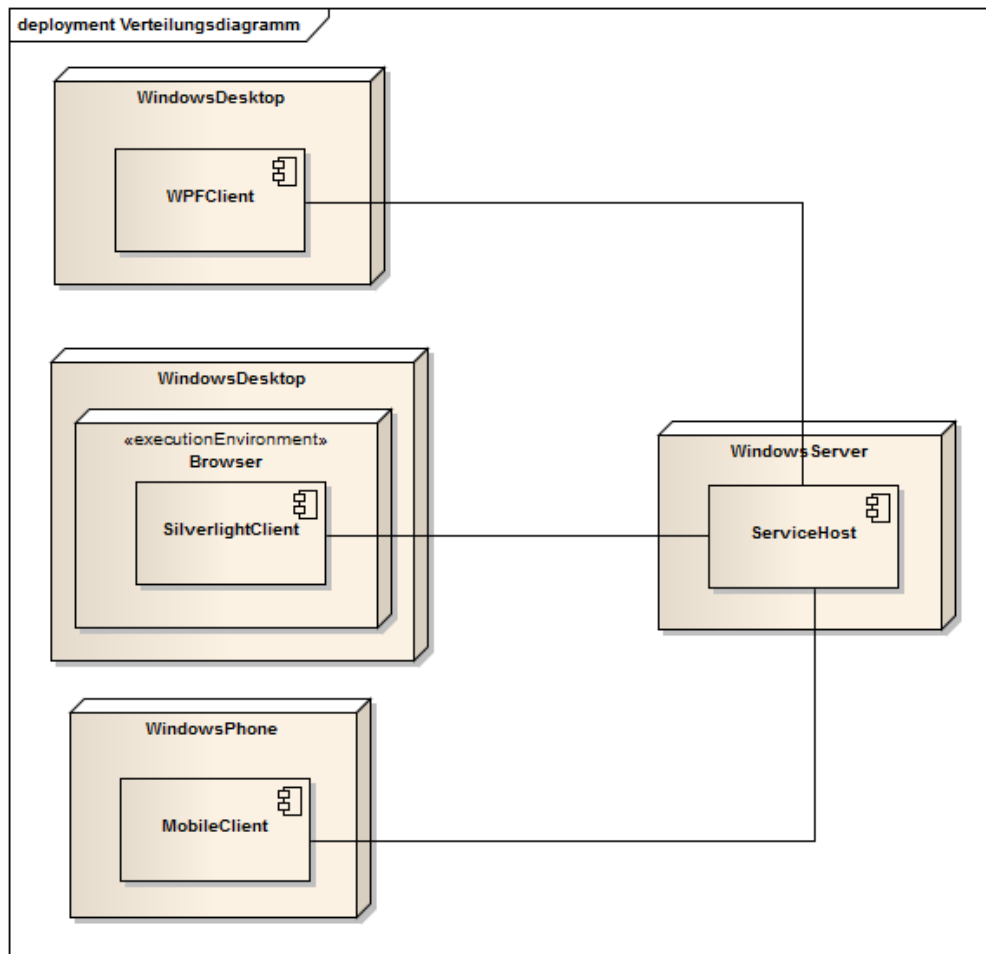 deployment Verteilungsdiagramm
WindowsDesktop
WPFClient
WindowsDesktop
«executionEnvironment»
Browser
SilverlightClient
WindowsServer
ServiceHost
WindowsPhone
MobileClient